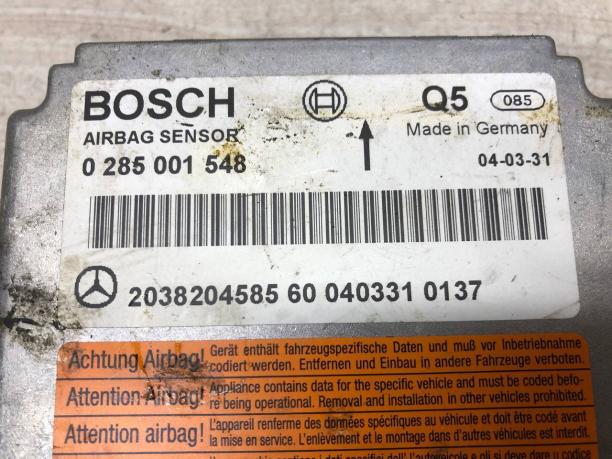 BOSCH Q5 085
AIRBAG SENSOR Made in Germany
0 285 001 548 04-03-31
2038204585 60 040331 0137
Achtung Airbag! Gerät enthält fahrzeugspezifische Daten und muß vor Inbetriebnahme
codiert werden. Entfernen und Einbau in andere Fahrzeuge verboten.
Attention Airbag! Appliance contains data for the specific vehicle and must be coded befo-
re being operational. Removal and installation in other vehicles prohibited.
Attention airbag! L'appareil renferme des données spécifiques au véhicule et doit être codé avant
la mise en service. L'enlèvement et le montage dans d'autres véhicules est interdit.